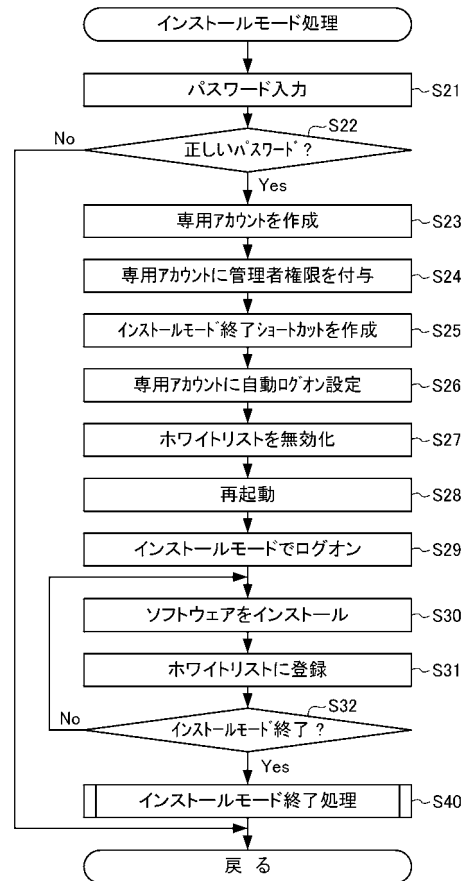 インストールモード処理
パスワード入力
S21
S22
No
正しいパスワード?
Yes
専用アカウントを作成
S23
専用アカウントに管理者権限を付与
S24
インストールモード終了ショートカットを作成
S25
専用アカウントに自動ログオン設定
S26
ホワイトリストを無効化
S27
再起動
S28
インストールモードでログオン
S29
ソフトウェアをインストール
S30
ホワイトリストに登録
S31
S32
No
インストールモード終了?
Yes
インストールモード終了処理
S40
戻る